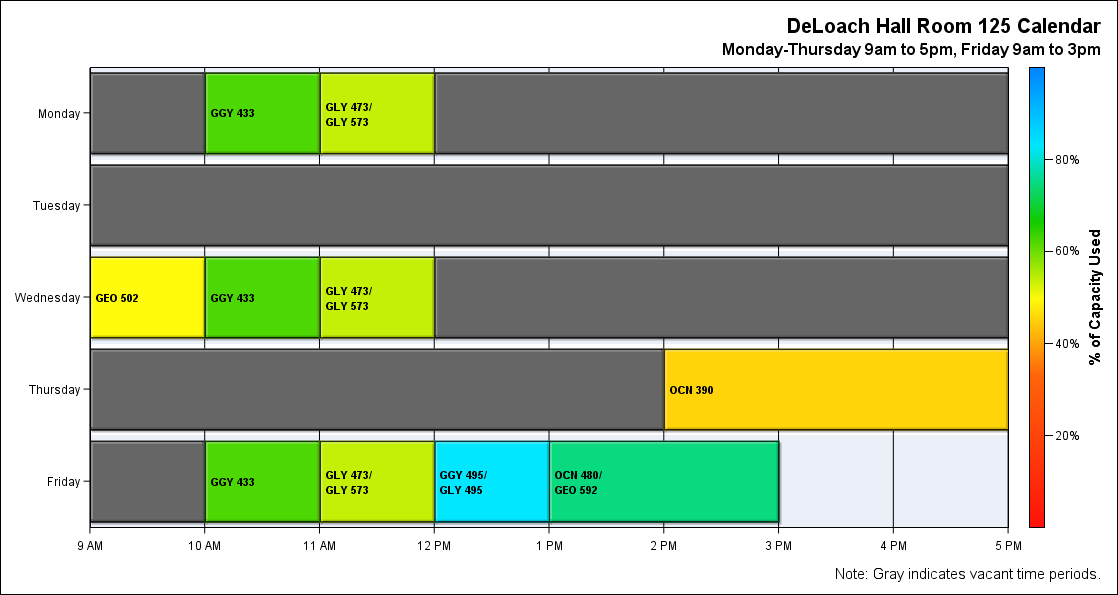 DeLoach Hall Room 125 Calendar
Monday-Thursday 9am to 5pm, Friday 9am to 3pm
Monday
GGY 433
GLY 473/
GLY 573
Tuesday
Wednesday
GEO 502
GGY 433
GLY 473/
GLY 573
Thursday
OCN 390
Friday
GGY 433
GLY 473/
GLY 573
GGY 495/
GLY 495
OCN 480/
GEO 592
9 AM
10 AM
11 AM
12 PM
1 PM
2 PM
3 PM
4 PM
5 PM
80%
60%
40%
20%
% of Capacity Used
Note: Gray indicates vacant time periods.